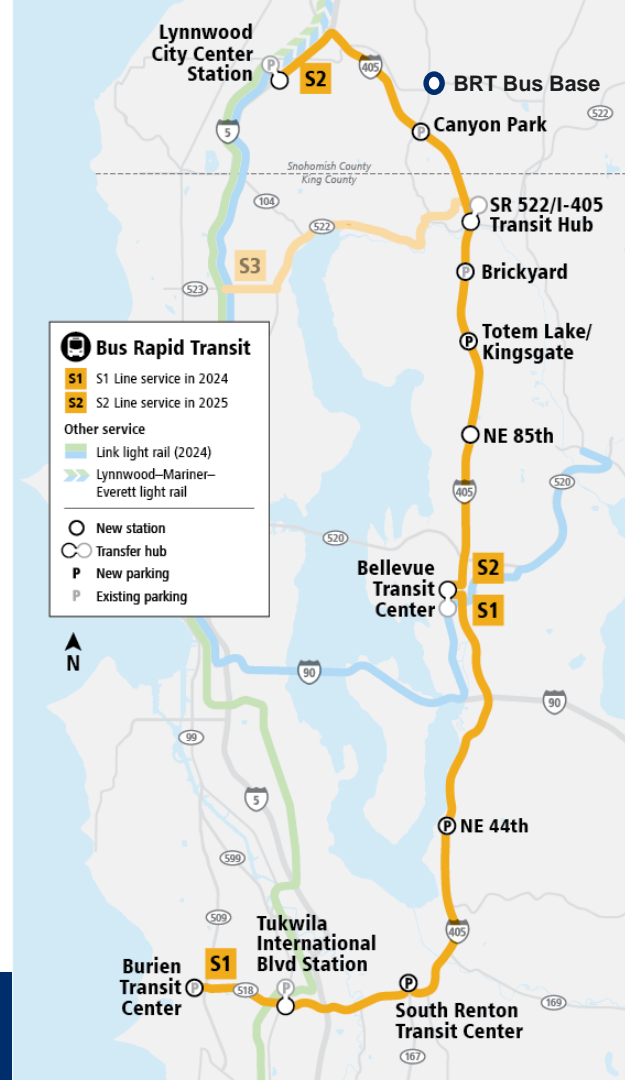 Lynnwood
City Center
Station
P
S2
405
BRT Bus Base
522
Canyon Park
P
5
Snohomish County
King County
104
SR 522/I-405
Transit Hub
522
S3
523
P
Brickyard
Bus Rapid Transit
S1 S1 Line service in 2024
S2 S2 Line service in 2025
Other service
Link light rail (2024)
Lynnwood–Mariner–
Everett light rail
New station
Transfer hub
P New parking
P Existing parking
N
P
Totem Lake/
Kingsgate
NE 85th
405
520
520
Bellevue
Transit
Center
S2
S1
90
90
99
5
P
NE 44th
599
509
405
Tukwila
International
Blvd Station
P
S1
Burien
Transit
Center
P
518
P
South Renton
Transit Center
169
167